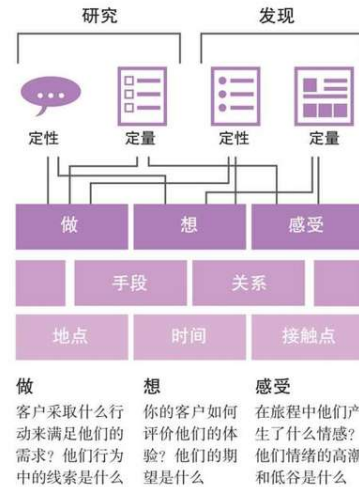 研究 发现
定性 定量 定性 定量
做 想 感受
手段 关系
地点 时间 接触点
做
客户采取什么行
动来满足他们的
需求？他们行为
中的线索是什么
想
你的客户如何
评价他们的体
验？他们的期
望是什么
感受
在旅程中他们产
生了什么情感？
他们情绪的高潮
和低谷是什么